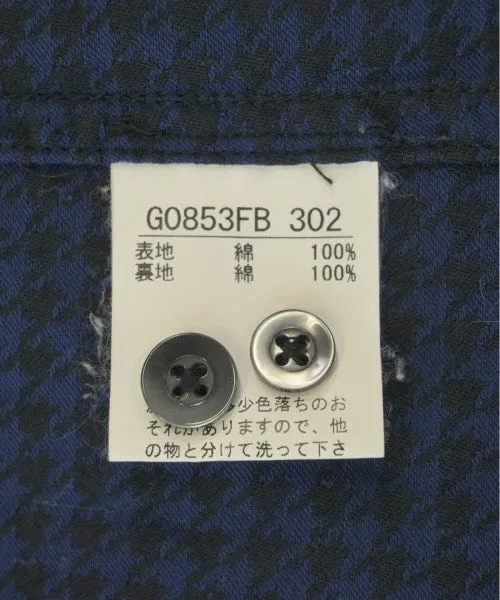 G0853FB 302
表地 綿 100%
裏地 綿 100%
少色落ちのお
それがありますので、他
の物と分けて洗って下さ